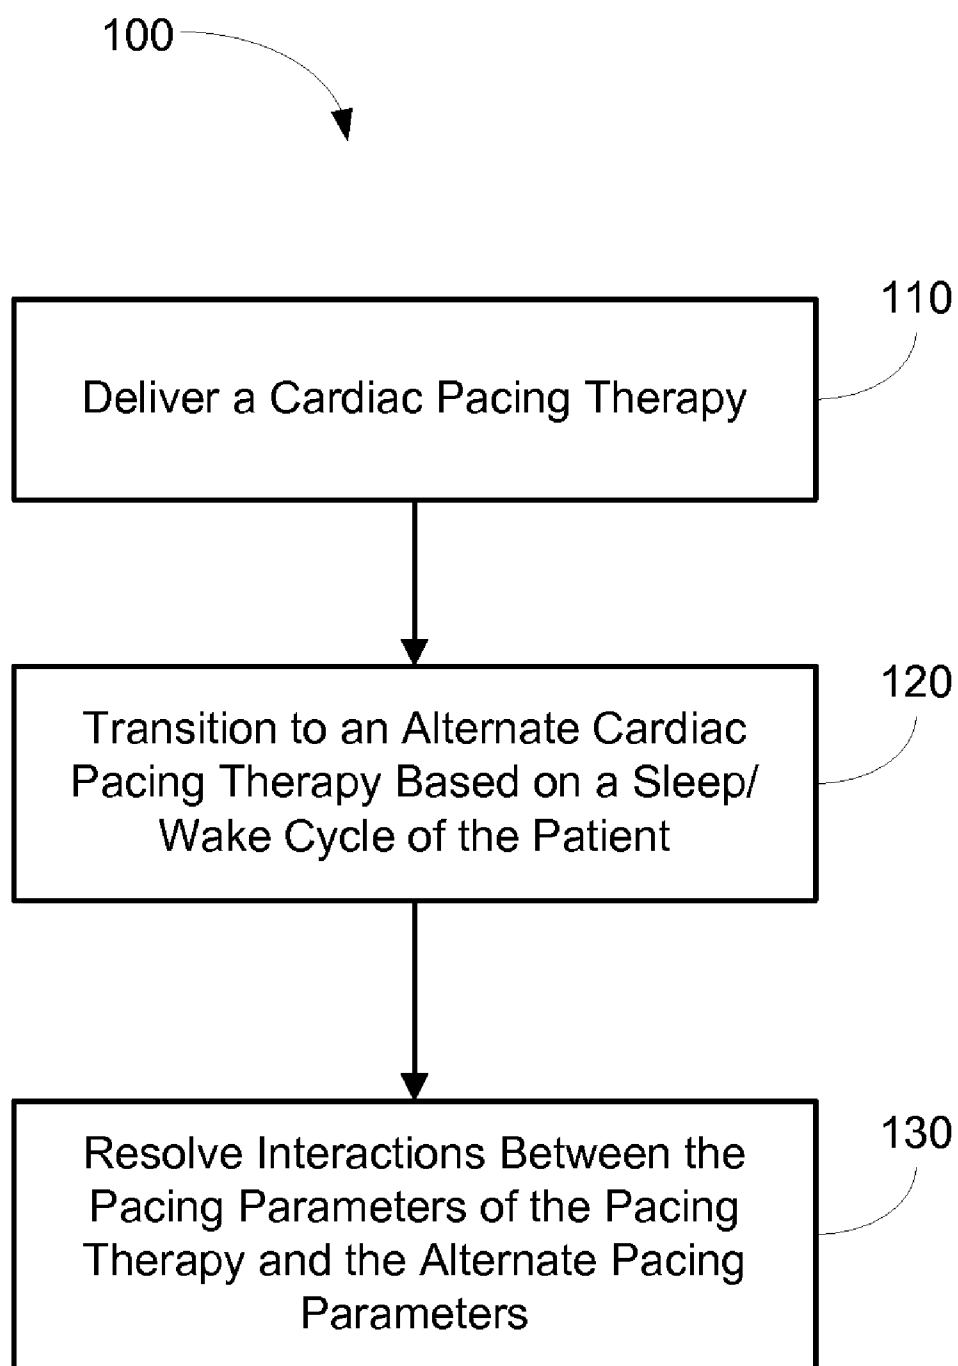 100
110
Deliver a Cardiac Pacing Therapy
120
Transition to an Alternate Cardiac
Pacing Therapy Based on a Sleep/
Wake Cycle of the Patient
130
Resolve Interactions Between the
Pacing Parameters of the Pacing
Therapy and the Alternate Pacing
Parameters